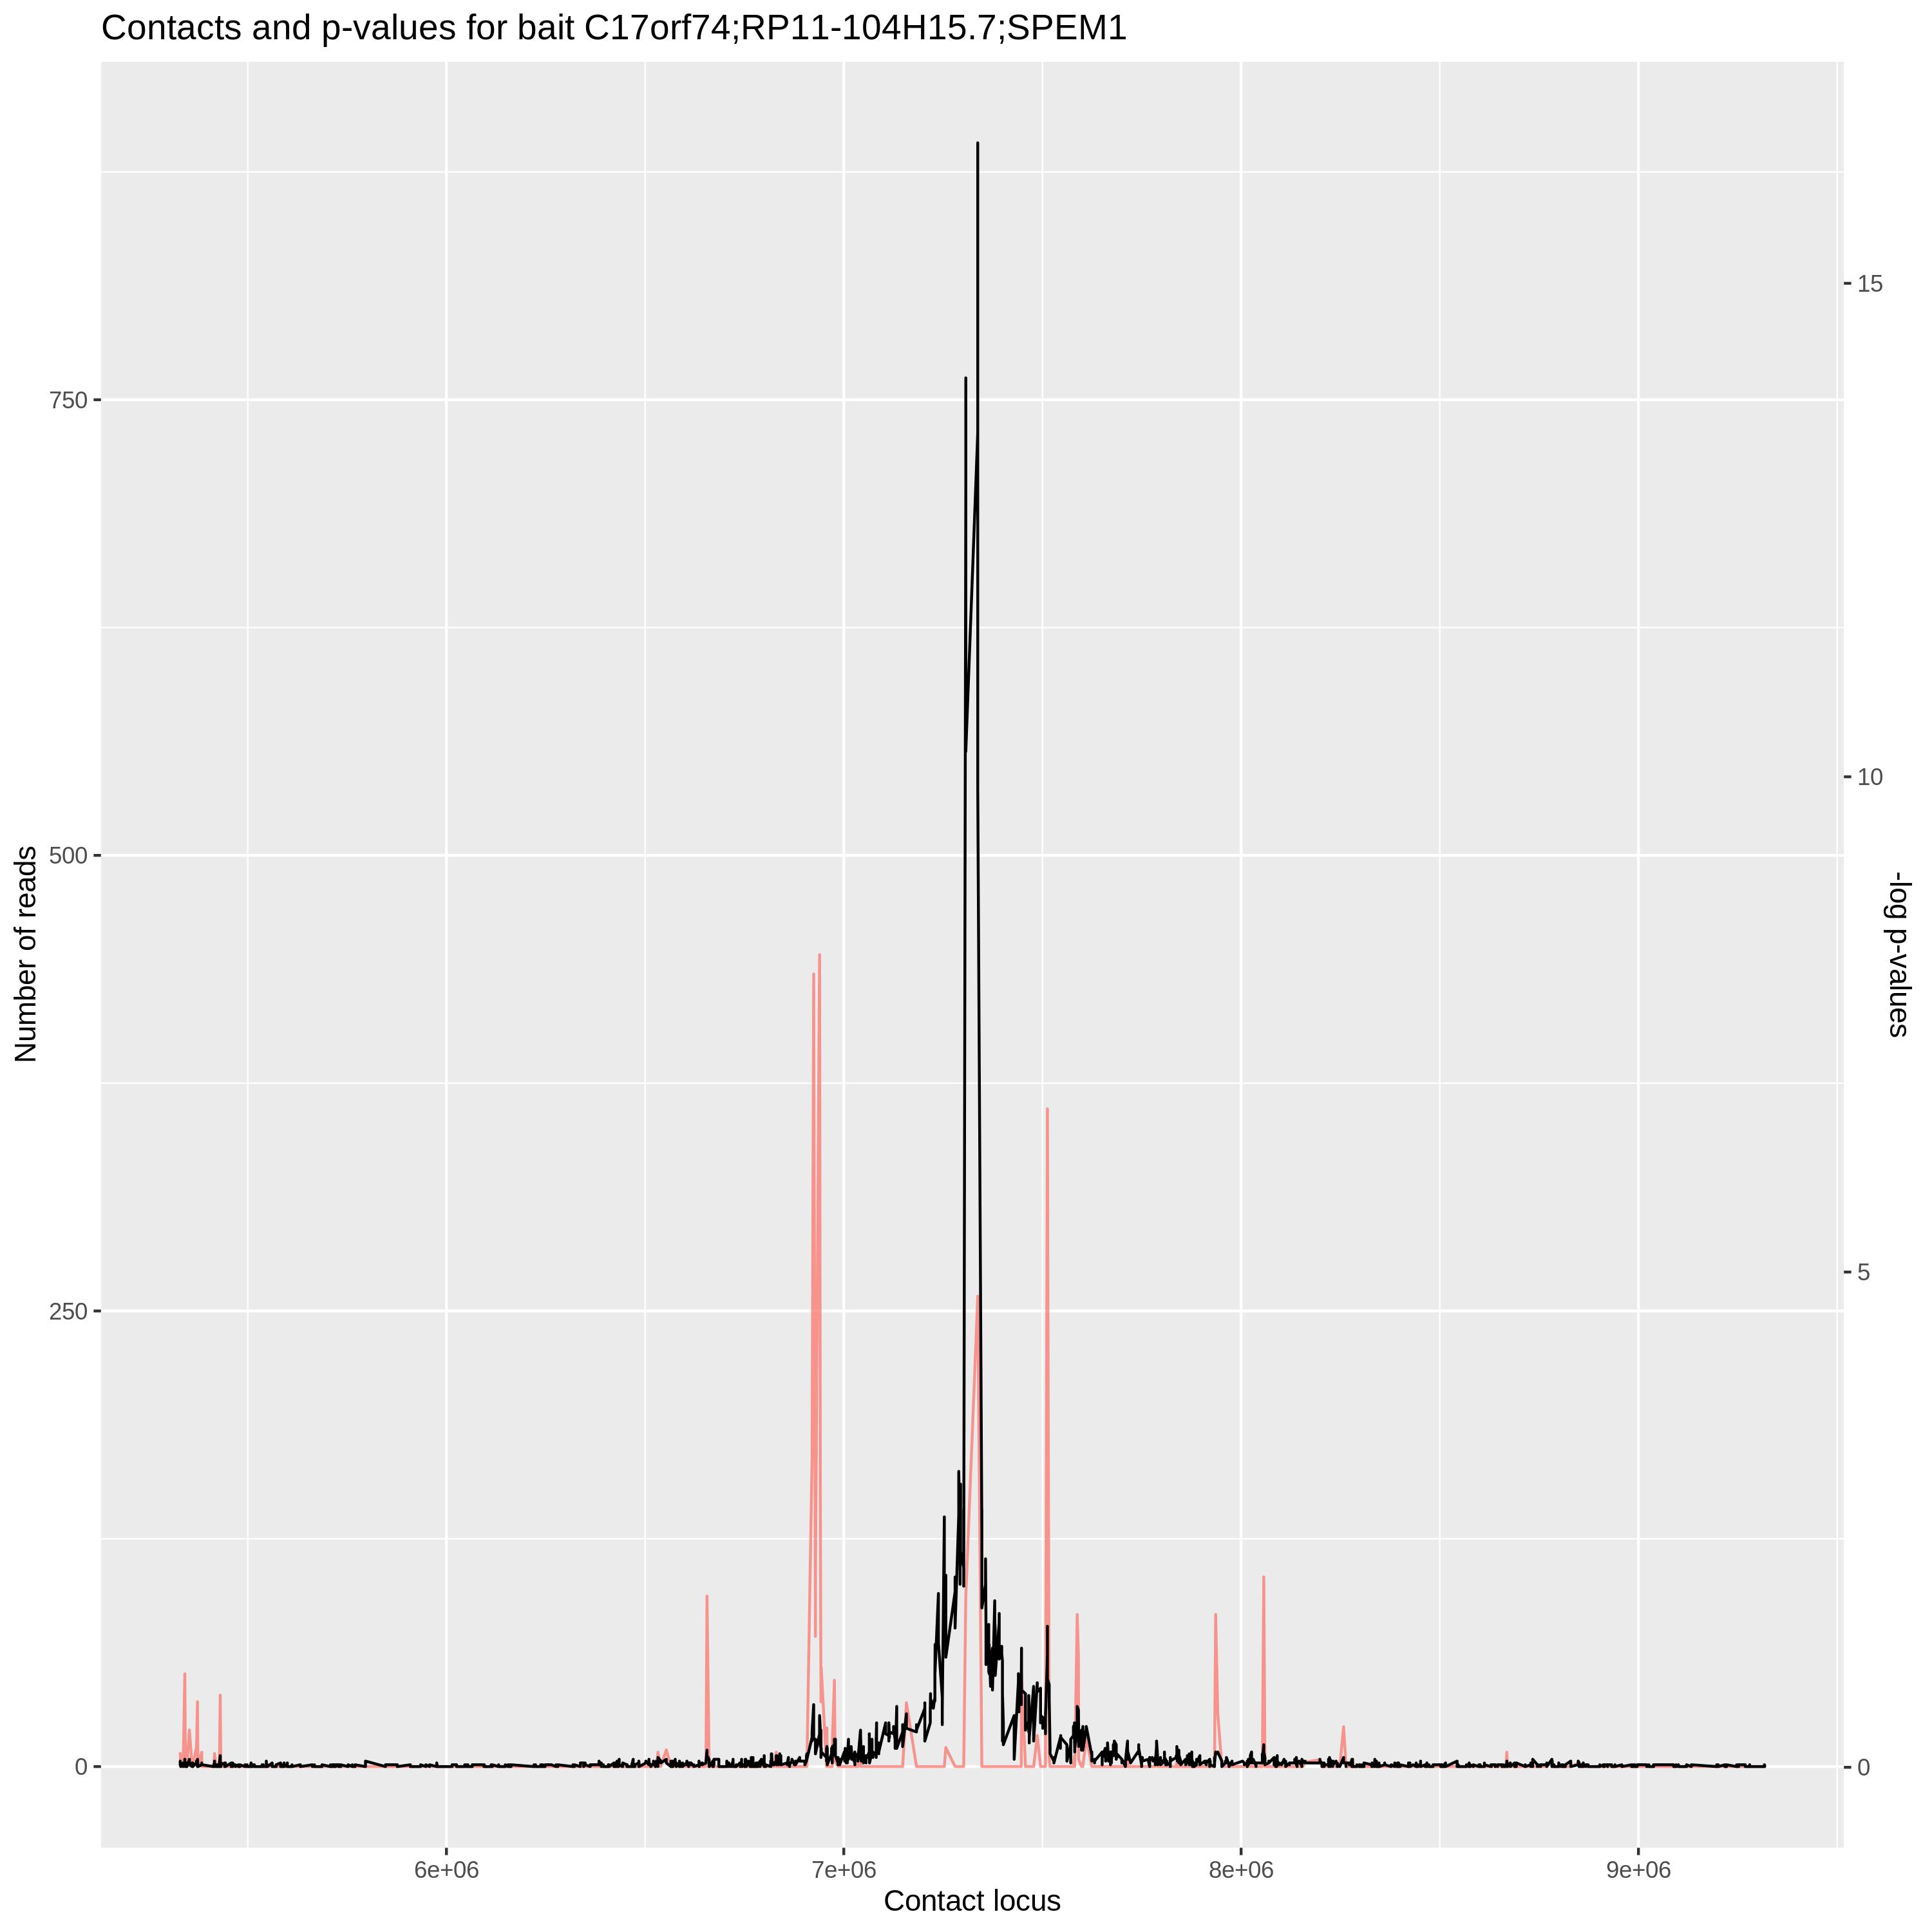 Contacts and p-values for bait C17orf74;RP11-104H15.7;SPEM1
Number of reads
750
500
250
0
15
10
5
0
-log p-values
6e+06
7e+06
8e+06
9e+06
Contact locus